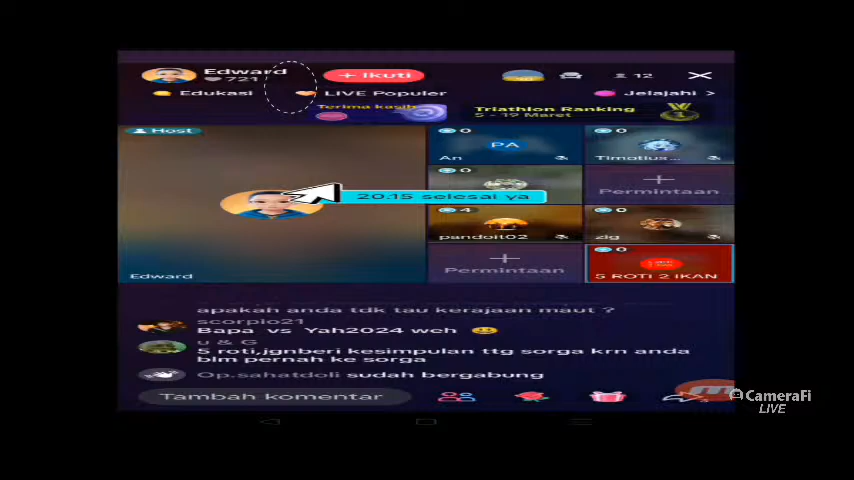 Edward
721
+ Ikuti
12
Edukasi
LIVE Populer
Jelajahi >
Terima kasih
Triathlon Ranking
5 - 19 Maret
Host
0
PA
An
0
Timotius...
20.15 selesai ya
0
Permintaan
4
pandoit02
0
zig
Edward
Permintaan
0
5 ROTI 2 IKAN
apakah anda tdk tau kerajaan maut ?
scorpio21
Bapa vs Yah2024 weh
u & G
5 roti,jgnberi kesimpulan ttg sorga krn anda
blm pernah ke sorga
Op.sahatdoli sudah bergabung
Tambah komentar
CameraFi
LIVE